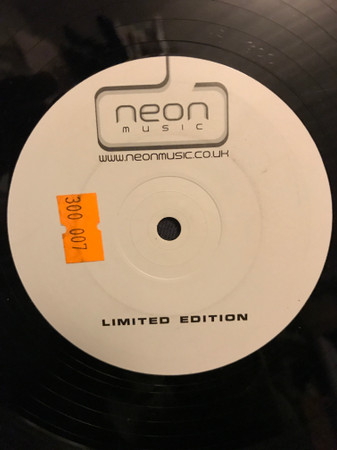 neon
music
www.neonmusic.co.uk
300 007
LIMITED EDITION